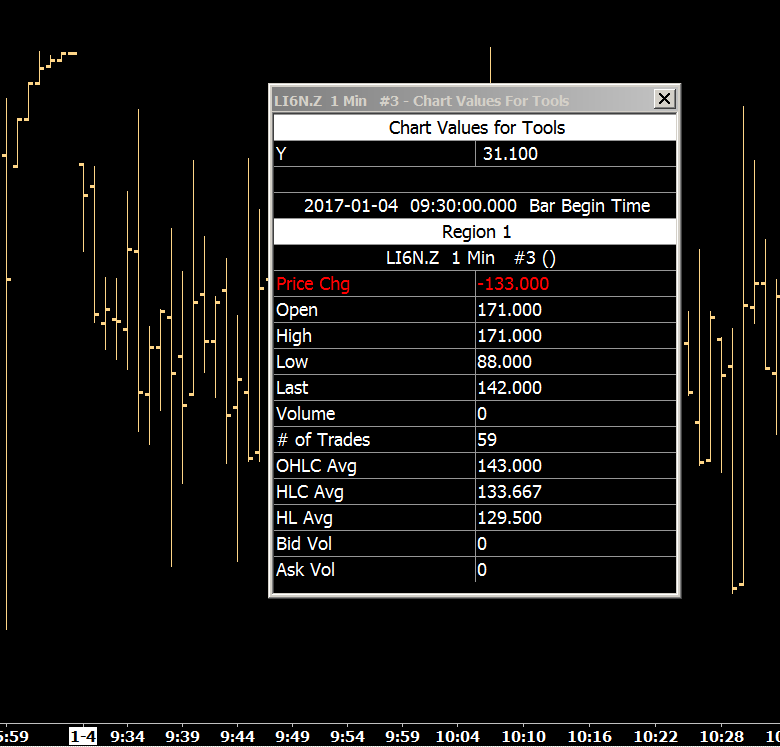 LI6N.Z 1 Min #3 - Chart Values For Tools
Chart Values for Tools
Y 31.100
2017-01-04 09:30:00.000 Bar Begin Time
Region 1
LI6N.Z 1 Min #3 ()
Price Chg -133.000
Open 171.000
High 171.000
Low 88.000
Last 142.000
Volume 0
# of Trades 59
OHLC Avg 143.000
HLC Avg 133.667
HL Avg 129.500
Bid Vol 0
Ask Vol 0
:59 1-4 9:34 9:39 9:44 9:49 9:54 9:59 10:04 10:10 10:16 10:22 10:28 10